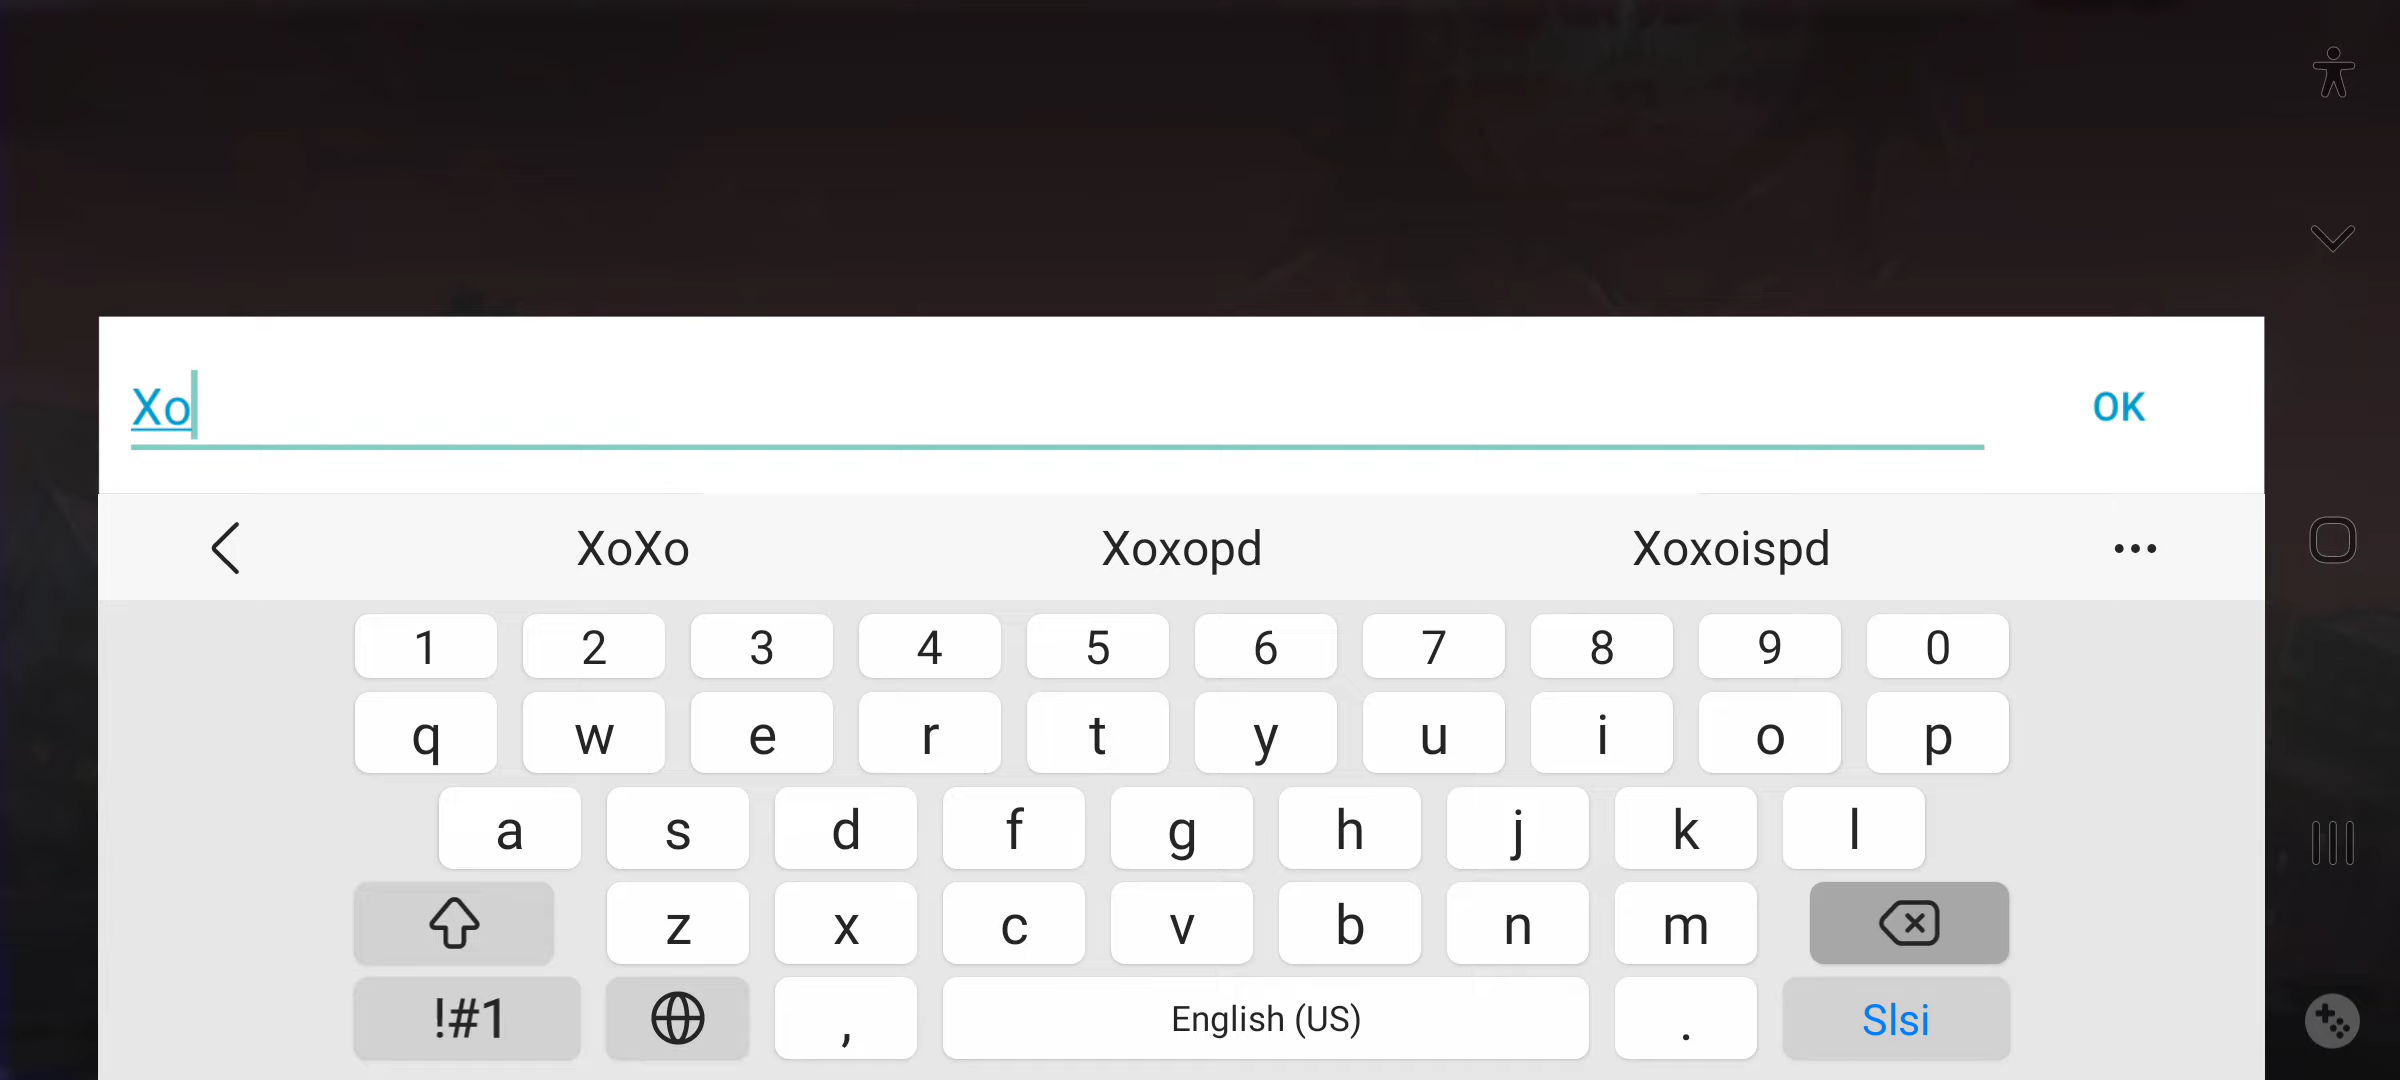 Xo OK
XoXo Xoxopd Xoxoispd ...
1 2 3 4 5 6 7 8 9 0
q w e r t y u i o p
a s d f g h j k l
z x c v b n m
!#1 , English (US) . Slsi